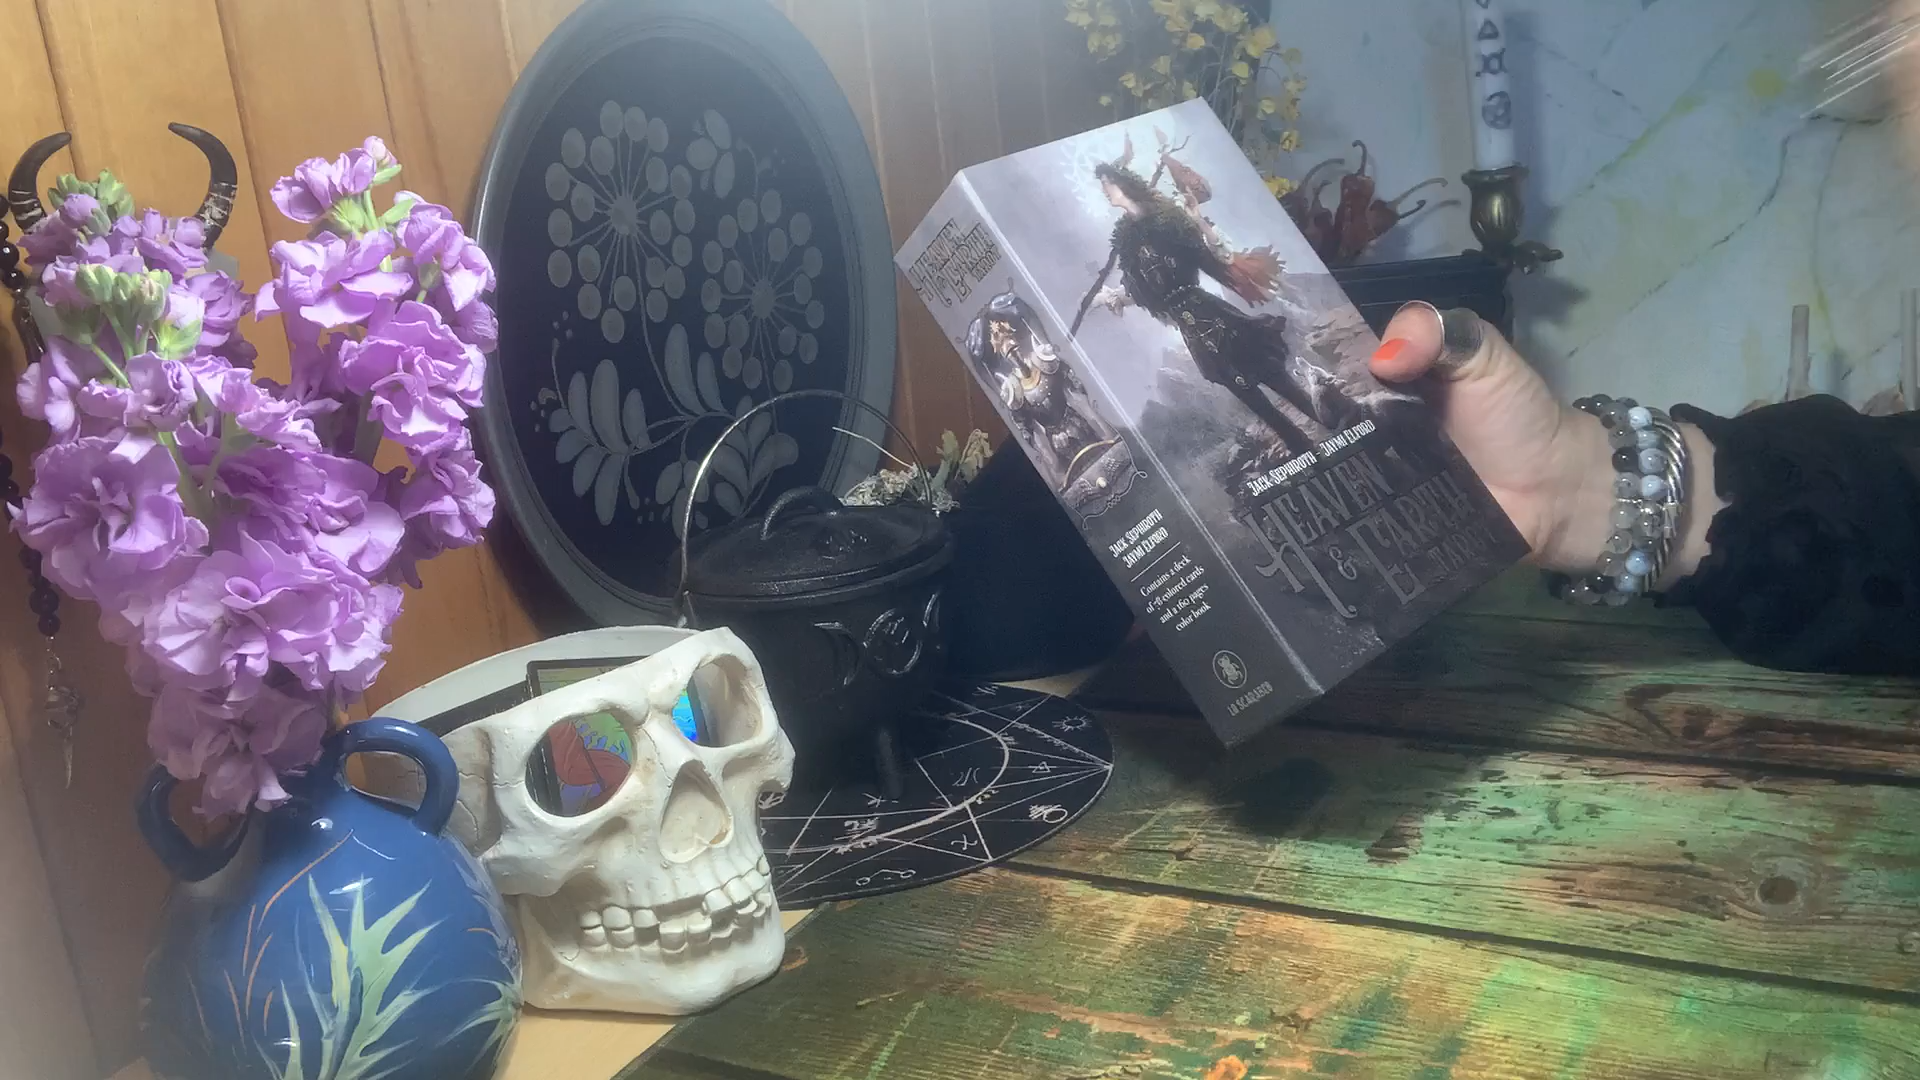 HEAVEN
& EARTH
TAROT
JACK SEPHIROTH
JAYMI ELFORD
Contains a deck
of 78 colored cards
and a 160 pages
color book
LO SCARABEO
JACK SEPHIROTH - JAYMI ELFORD
HEAVEN
& EARTH
TAROT